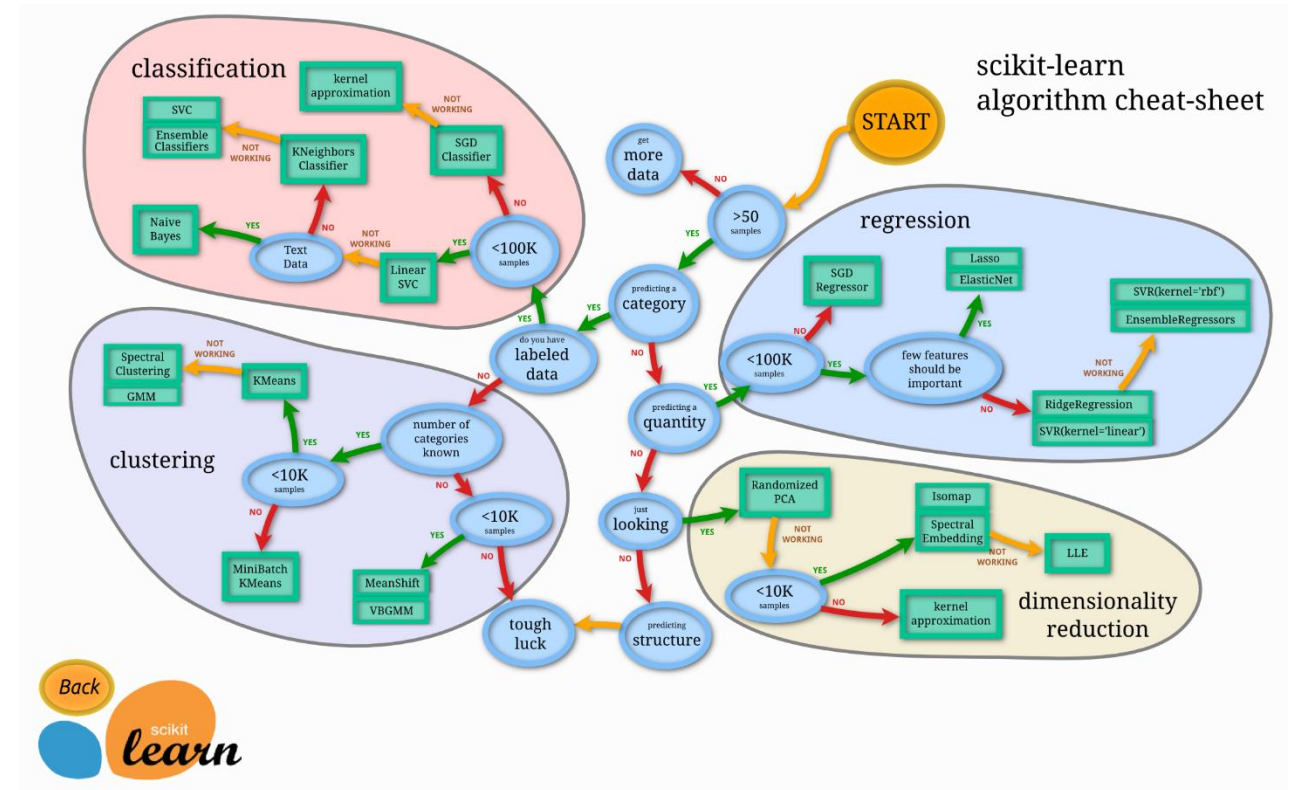 scikit-learn
algorithm cheat-sheet
START
>50
samples
NO
get
more
data
YES
predicting a
category
YES
do you have
labeled
data
YES
NO
NO
predicting a
quantity
YES
NO
just
looking
YES
NO
predicting
structure
tough
luck
classification
<100K
samples
NO
SGD
Classifier
NOT
WORKING
kernel
approximation
YES
Linear
SVC
NOT
WORKING
Text
Data
YES
Naive
Bayes
NO
KNeighbors
Classifier
NOT
WORKING
SVC
Ensemble
Classifiers
clustering
number of
categories
known
YES
<10K
samples
YES
KMeans
NOT
WORKING
Spectral
Clustering
GMM
NO
MiniBatch
KMeans
NO
<10K
samples
YES
MeanShift
VBGMM
NO
regression
<100K
samples
NO
SGD
Regressor
YES
few features
should be
important
YES
Lasso
ElasticNet
NO
RidgeRegression
SVR(kernel='linear')
NOT
WORKING
SVR(kernel='rbf')
EnsembleRegressors
dimensionality
reduction
Randomized
PCA
NOT
WORKING
<10K
samples
YES
Isomap
Spectral
Embedding
NOT
WORKING
LLE
NO
kernel
approximation
Back
scikit
learn